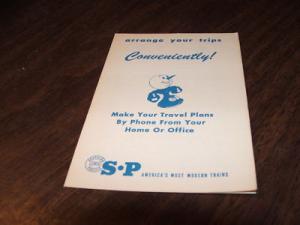 arrange your trips
Conveniently!
Make Your Travel Plans
By Phone From Your
Home Or Office
S·P AMERICA'S MOST MODERN TRAINS